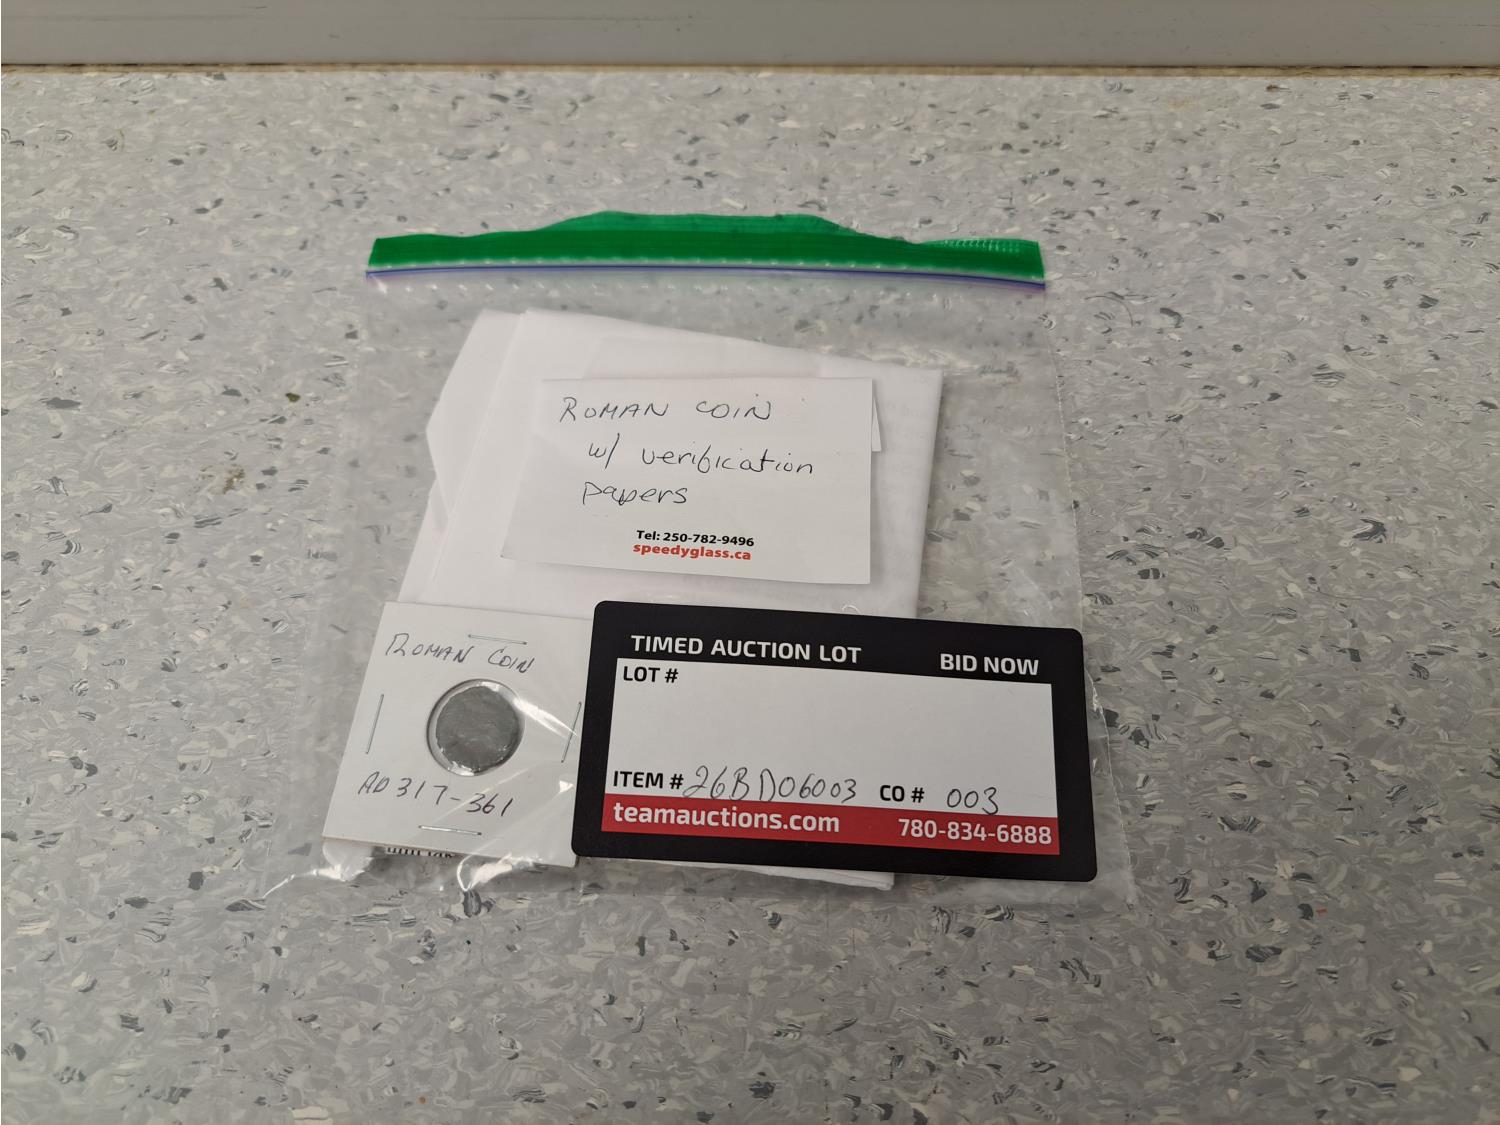 ROMAN COIN
w/ verification
papers
Tel: 250-782-9496
speedyglass.ca
ROMAN COIN
AD 317-361
TIMED AUCTION LOT BID NOW
LOT #
ITEM # 26BD06003 CO # 003
teamauctions.com 780-834-6888